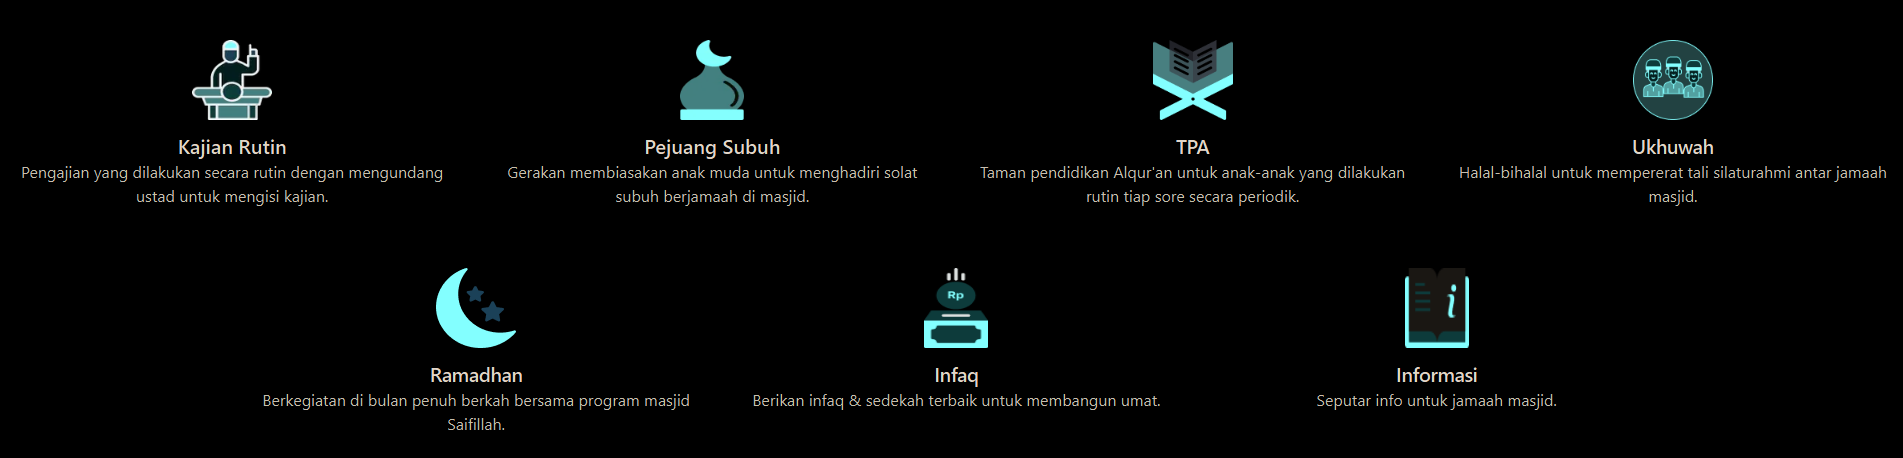 Kajian Rutin
Pengajian yang dilakukan secara rutin dengan mengundang
ustad untuk mengisi kajian.
Pejuang Subuh
Gerakan membiasakan anak muda untuk menghadiri solat
subuh berjamaah di masjid.
TPA
Taman pendidikan Alqur'an untuk anak-anak yang dilakukan
rutin tiap sore secara periodik.
Ukhuwah
Halal-bihalal untuk mempererat tali silaturahmi antar jamaah
masjid.
Ramadhan
Berkegiatan di bulan penuh berkah bersama program masjid
Saifillah.
Rp
Infaq
Berikan infaq & sedekah terbaik untuk membangun umat.
i
Informasi
Seputar info untuk jamaah masjid.